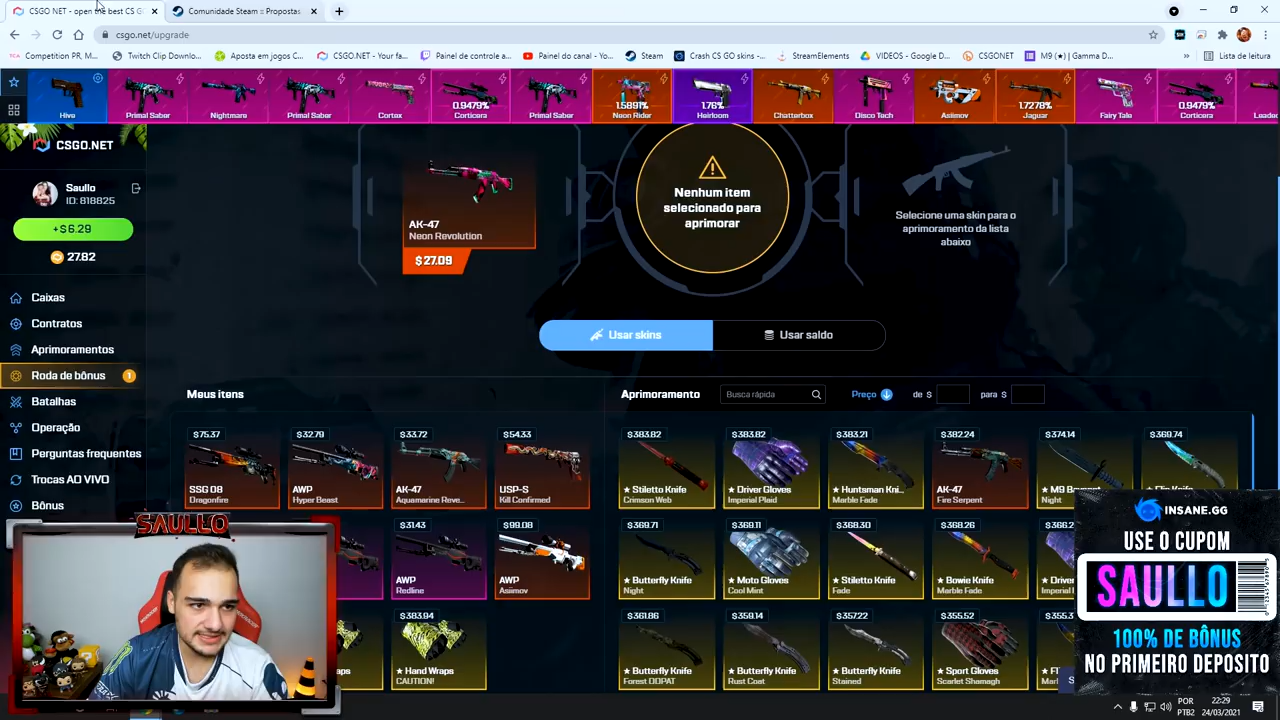 CSGO NET - open the best CS G
Comunidade Steam :: Propostas
csgo.net/upgrade
Competition PR, M...
Twitch Clip Downlo...
Aposta em jogos C...
CSGO.NET - Your fa...
Painel de controle a...
Painel do canal - Yo...
Steam
Crash CS GO skins -...
StreamElements
VIDEOS - Google D...
CSGONET
M9 (★) | Gamma D...
»
Lista de leitura
Hive
Primal Saber
Nightmare
Primal Saber
Cortex
0.9479%
Corticera
Primal Saber
1.5891%
Neon Rider
1.76%
Heirloom
Chatterbox
Disco Tech
Asiimov
1.7278%
Jaguar
Fairy Tale
0.9479%
Corticera
CSGO.NET
Saullo
ID: 818825
+$ 6.29
27.82
Caixas
Contratos
Aprimoramentos
Roda de bônus
1
Batalhas
Operação
Perguntas frequentes
Trocas AO VIVO
Bônus
AK-47
Neon Revolution
$ 27.09
Nenhum item
selecionado para
aprimorar
Selecione uma skin para o
aprimoramento da lista
abaixo
Usar skins
Usar saldo
Meus itens
Aprimoramento
Busca rápida
Preço
de $
para $
$75.37
SSG 08
Dragonfire
$32.79
AWP
Hyper Beast
$33.72
AK-47
Aquamarine Reve...
$54.33
USP-S
Kill Confirmed
$31.43
AWP
Redline
$99.08
AWP
Asiimov
$383.94
★ Hand Wraps
CAUTION!
$383.82
★ Stiletto Knife
Crimson Web
$383.82
★ Driver Gloves
Imperial Plaid
$383.21
★ Huntsman Kni...
Marble Fade
$382.24
AK-47
Fire Serpent
$374.14
★ M9 Bayonet
Night
$369.74
★ Flip Knife
$369.71
★ Butterfly Knife
Night
$369.11
★ Moto Gloves
Cool Mint
$368.30
★ Stiletto Knife
Marble Fade
$368.26
★ Bowie Knife
Marble Fade
$361.86
★ Butterfly Knife
Forest DDPAT
$359.14
★ Butterfly Knife
Rust Coat
$357.22
★ Butterfly Knife
Stained
$355.52
★ Sport Gloves
Scarlet Shamagh
SAULLO
INSANE.GG
USE O CUPOM
SAULLO
100% DE BÔNUS
NO PRIMEIRO DEPOSITO
POR
PTB2
22:29
24/03/2021